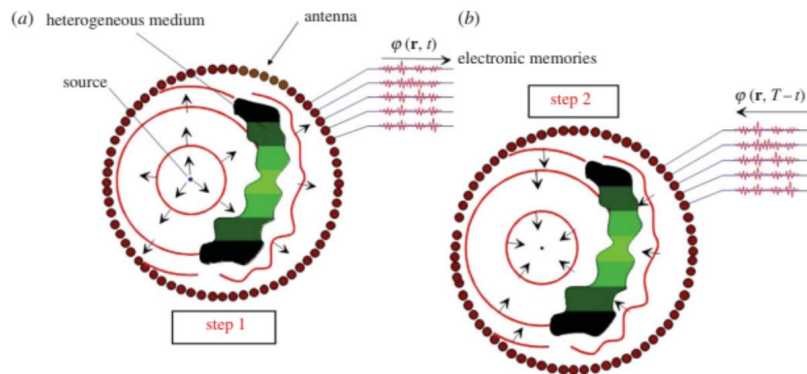 (a) heterogeneous medium
antenna
source
φ(r, t)
electronic memories
step 1
(b)
step 2
φ(r, T – t)